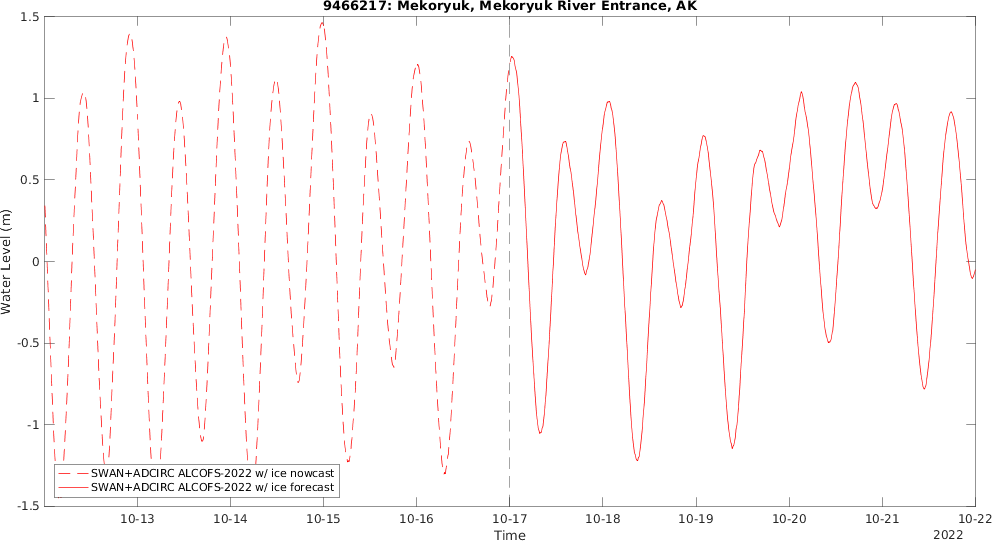 9466217: Mekoryuk, Mekoryuk River Entrance, AK
1.5
1
0.5
0
-0.5
-1
-1.5
Water Level (m)
SWAN+ADCIRC ALCOFS-2022 w/ ice nowcast
SWAN+ADCIRC ALCOFS-2022 w/ ice forecast
10-13 10-14 10-15 10-16 10-17 10-18 10-19 10-20 10-21 10-22
Time
2022